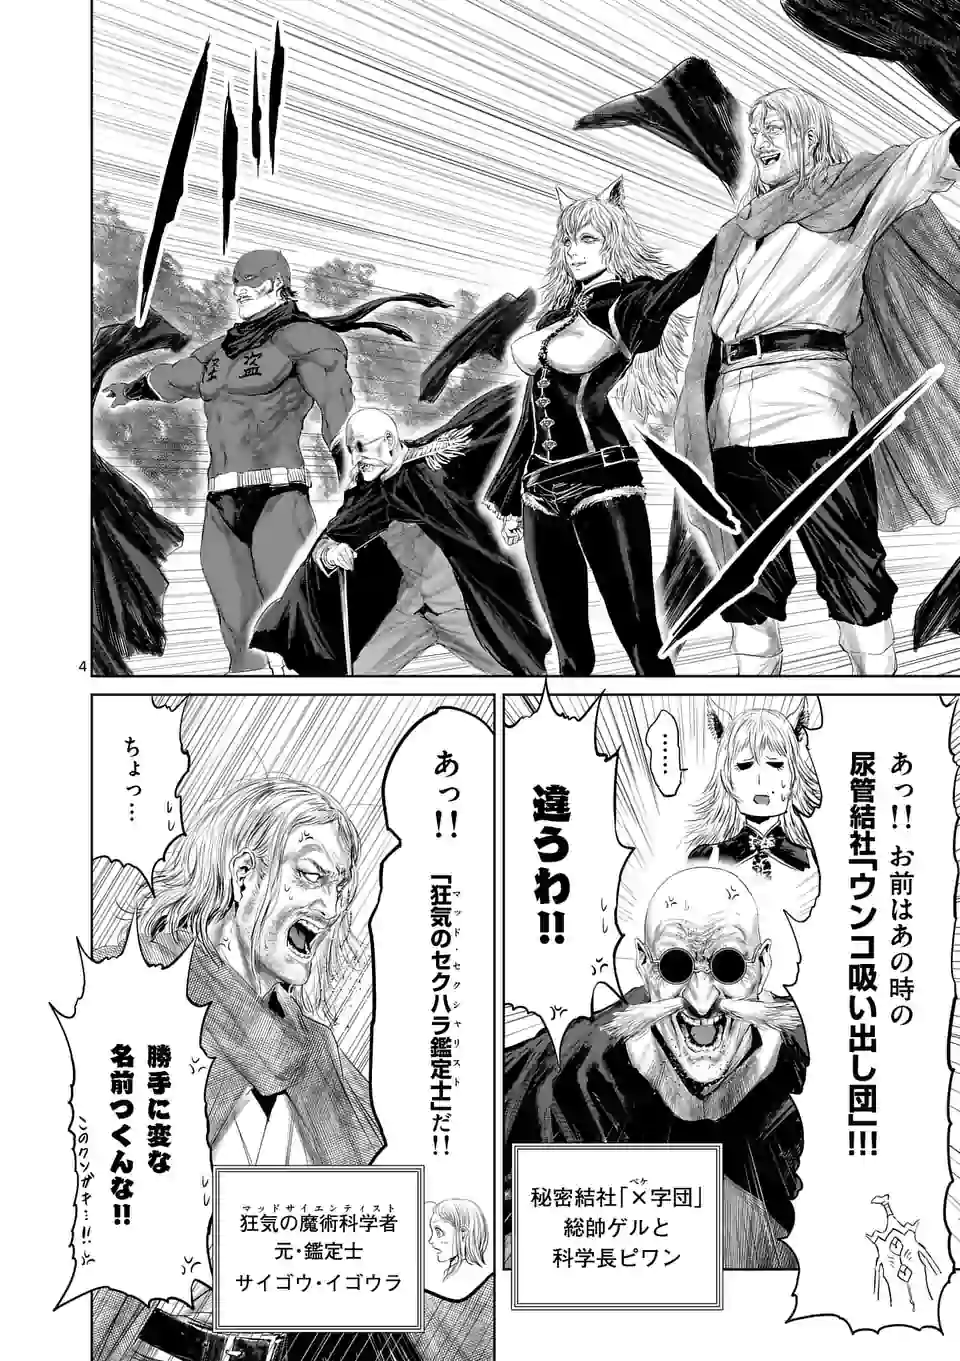 怪盗
4
あっ!!お前はあの時の
尿管結社「ウンコ吸い出し団」!!!
……
違うわ!!
秘密結社「×字団」
ペケ
総帥ゲルと
科学長ピワン
あっ!!
「狂気のセクハラ鑑定士」だ!!
マッド・セクシャリスト
ちょっ…
勝手に変な
名前つくんな!!
このクソガキ…!!
マッドサイエンティスト
狂気の魔術科学者
元・鑑定士
サイゴウ・イゴウラ